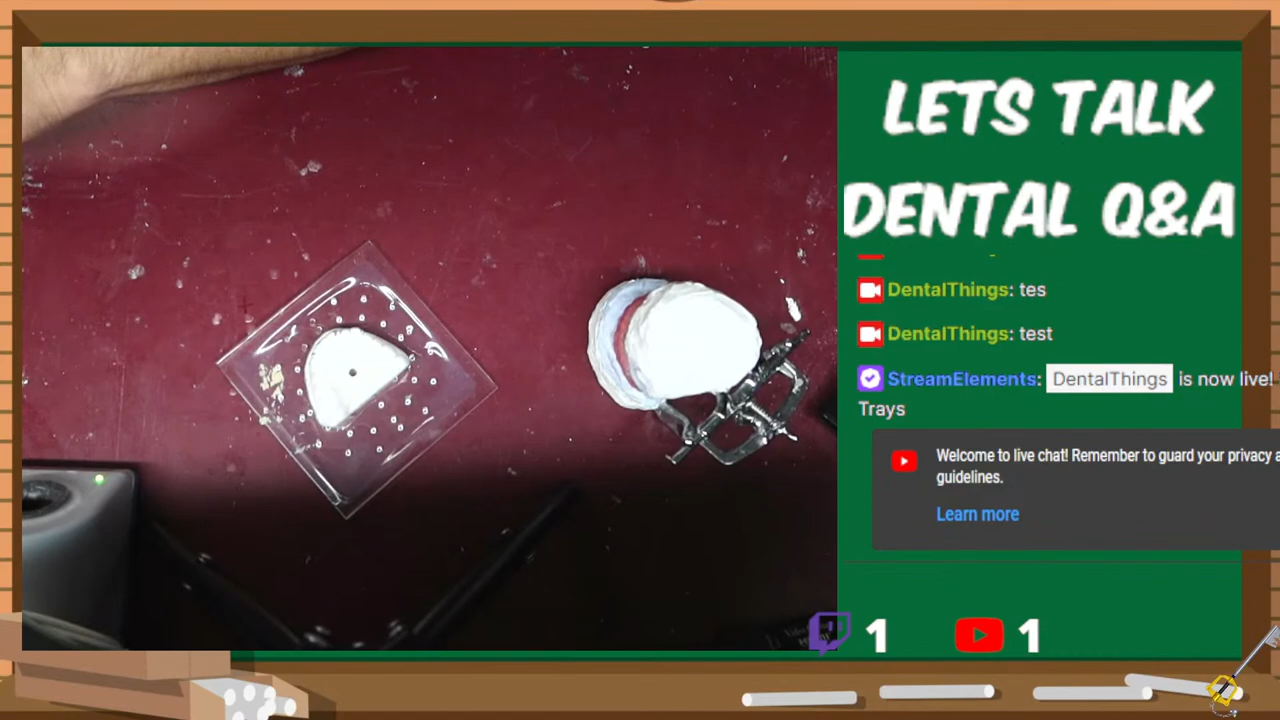 LETS TALK
DENTAL Q&A
DentalThings: tes
DentalThings: test
StreamElements: DentalThings is now live!
Trays
Welcome to live chat! Remember to guard your privacy a
guidelines.
Learn more
1 1